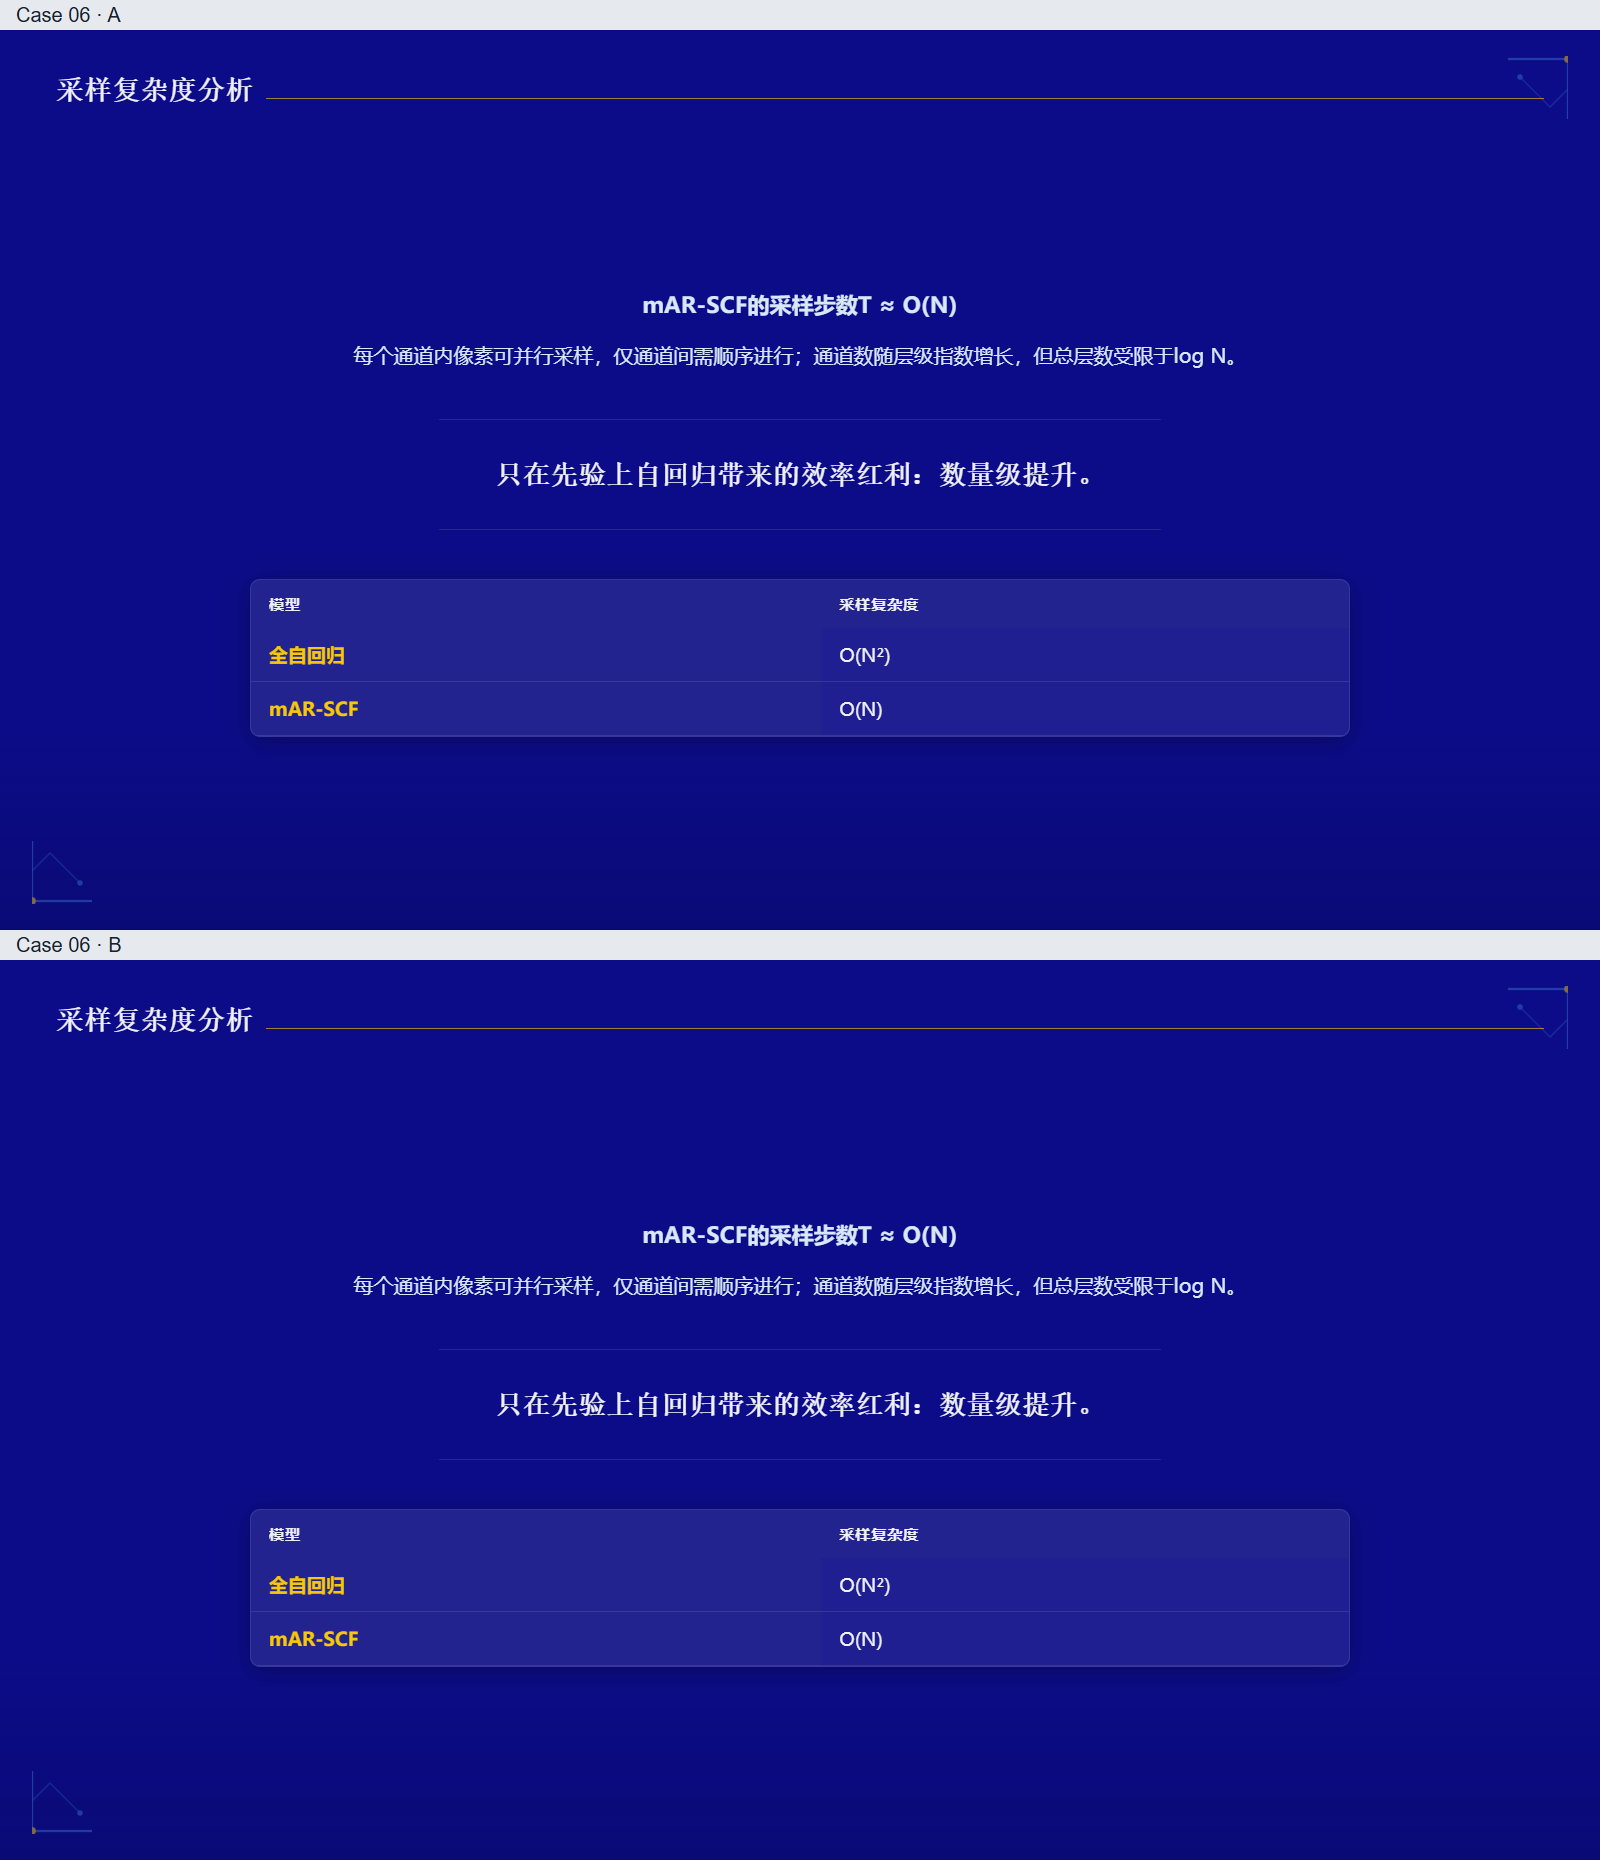 Case 06 · A
采样复杂度分析
mAR-SCF的采样步数T ≈ O(N)
每个通道内像素可并行采样，仅通道间需顺序进行；通道数随层级指数增长，但总层数受限于log N。
只在先验上自回归带来的效率红利：数量级提升。
模型 采样复杂度
全自回归 O(N²)
mAR-SCF O(N)
Case 06 · B
采样复杂度分析
mAR-SCF的采样步数T ≈ O(N)
每个通道内像素可并行采样，仅通道间需顺序进行；通道数随层级指数增长，但总层数受限于log N。
只在先验上自回归带来的效率红利：数量级提升。
模型 采样复杂度
全自回归 O(N²)
mAR-SCF O(N)